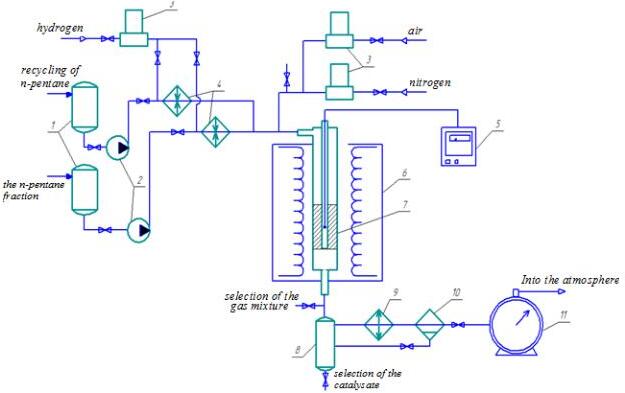 3
hydrogen
air
recycling of
n-pentane
4
3
nitrogen
1
5
2
6
the n-pentane
fraction
7
selection of the
gas mixture
9
10
Into the atmosphere
8
11
selection of the
catalysate